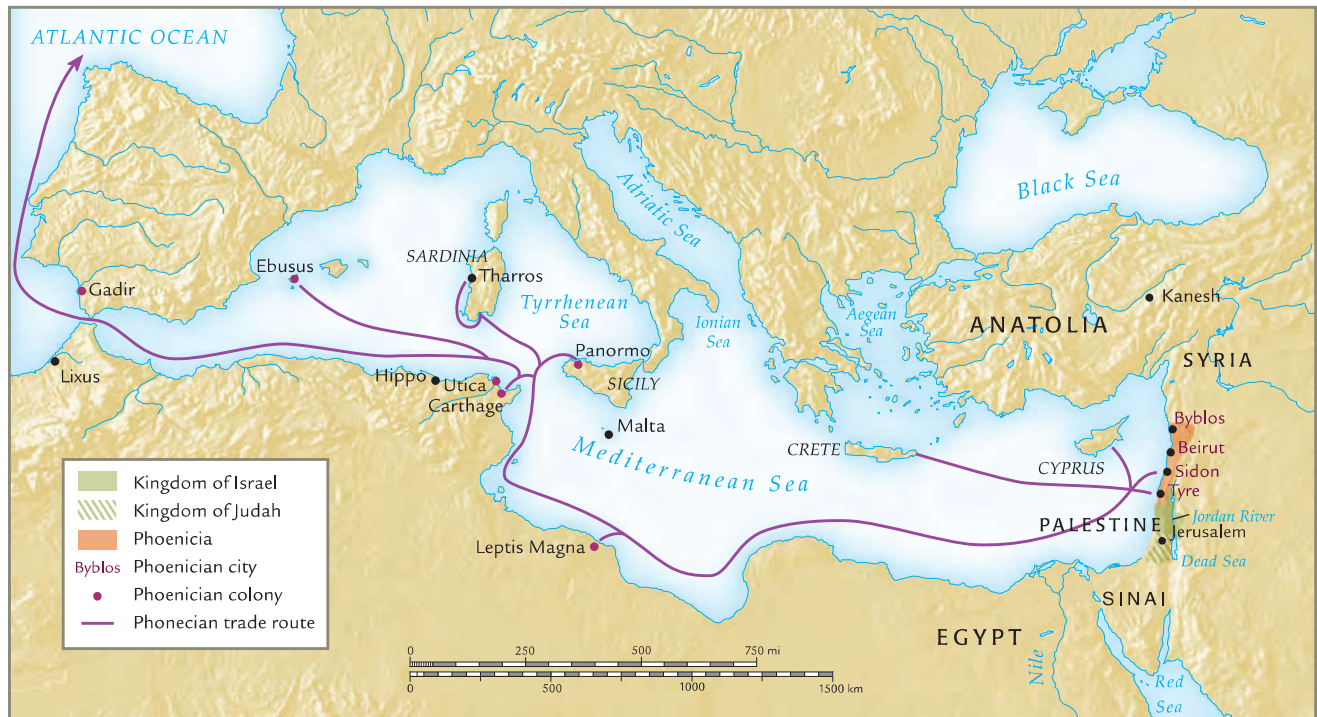 ATLANTIC OCEAN
Black Sea
Adriatic Sea
Ebusus
SARDINIA
Tharros
Gadir
Tyrrhenean
Sea
Ionian
Sea
Aegean
Sea
Kanesh
ANATOLIA
SYRIA
Panormo
Lixus
Hippo
Utica
Carthage
SICILY
Malta
Mediterranean Sea
CRETE
CYPRUS
Byblos
Beirut
Sidon
Tyre
PALESTINE
Jordan River
Jerusalem
Dead Sea
Leptis Magna
SINAI
EGYPT
Nile
Red
Sea
Kingdom of Israel
Kingdom of Judah
Phoenicia
Byblos Phoenician city
Phoenician colony
Phonecian trade route
0 250 500 750 mi
0 500 1000 1500 km